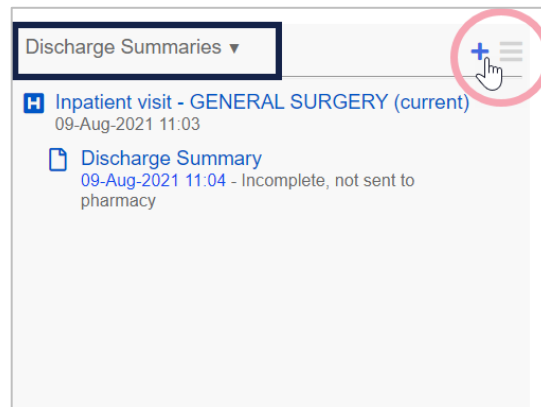 Discharge Summaries ▼
+
H Inpatient visit - GENERAL SURGERY (current)
09-Aug-2021 11:03
Discharge Summary
09-Aug-2021 11:04 - Incomplete, not sent to
pharmacy